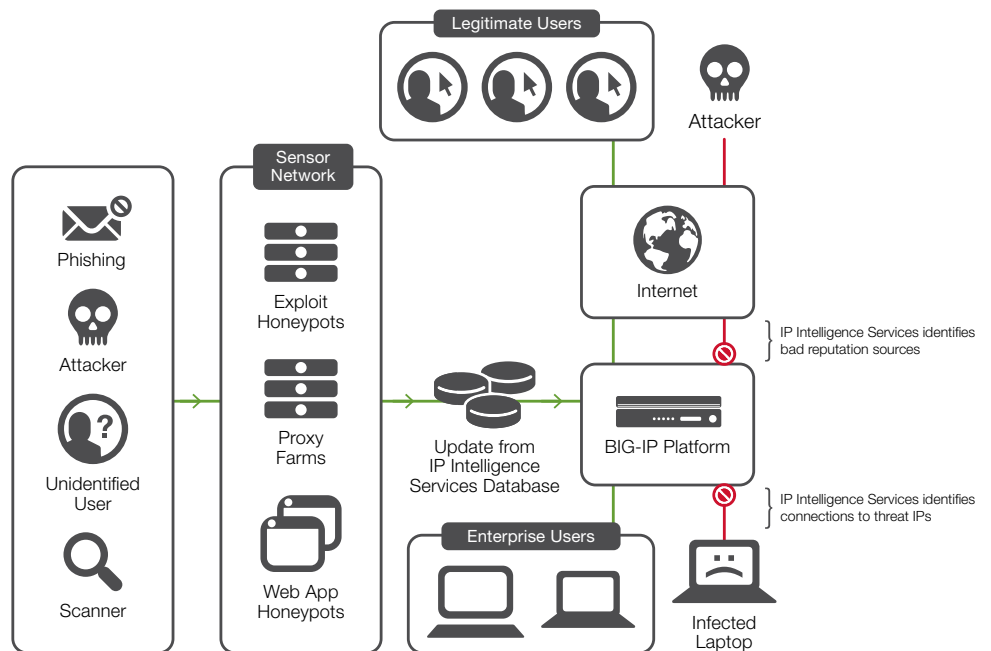 Legitimate Users
Attacker
Sensor
Network
Phishing
Attacker
Unidentified
User
Scanner
Exploit
Honeypots
Proxy
Farms
Web App
Honeypots
Update from
IP Intelligence
Services Database
Internet
IP Intelligence Services identifies
bad reputation sources
BIG-IP Platform
IP Intelligence Services identifies
connections to threat IPs
Enterprise Users
Infected
Laptop
?